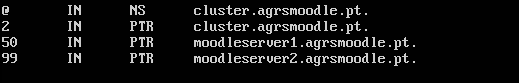 @ IN NS cluster.agrsmoodle.pt.
2 IN PTR cluster.agrsmoodle.pt.
50 IN PTR moodleserver1.agrsmoodle.pt.
99 IN PTR moodleserver2.agrsmoodle.pt.